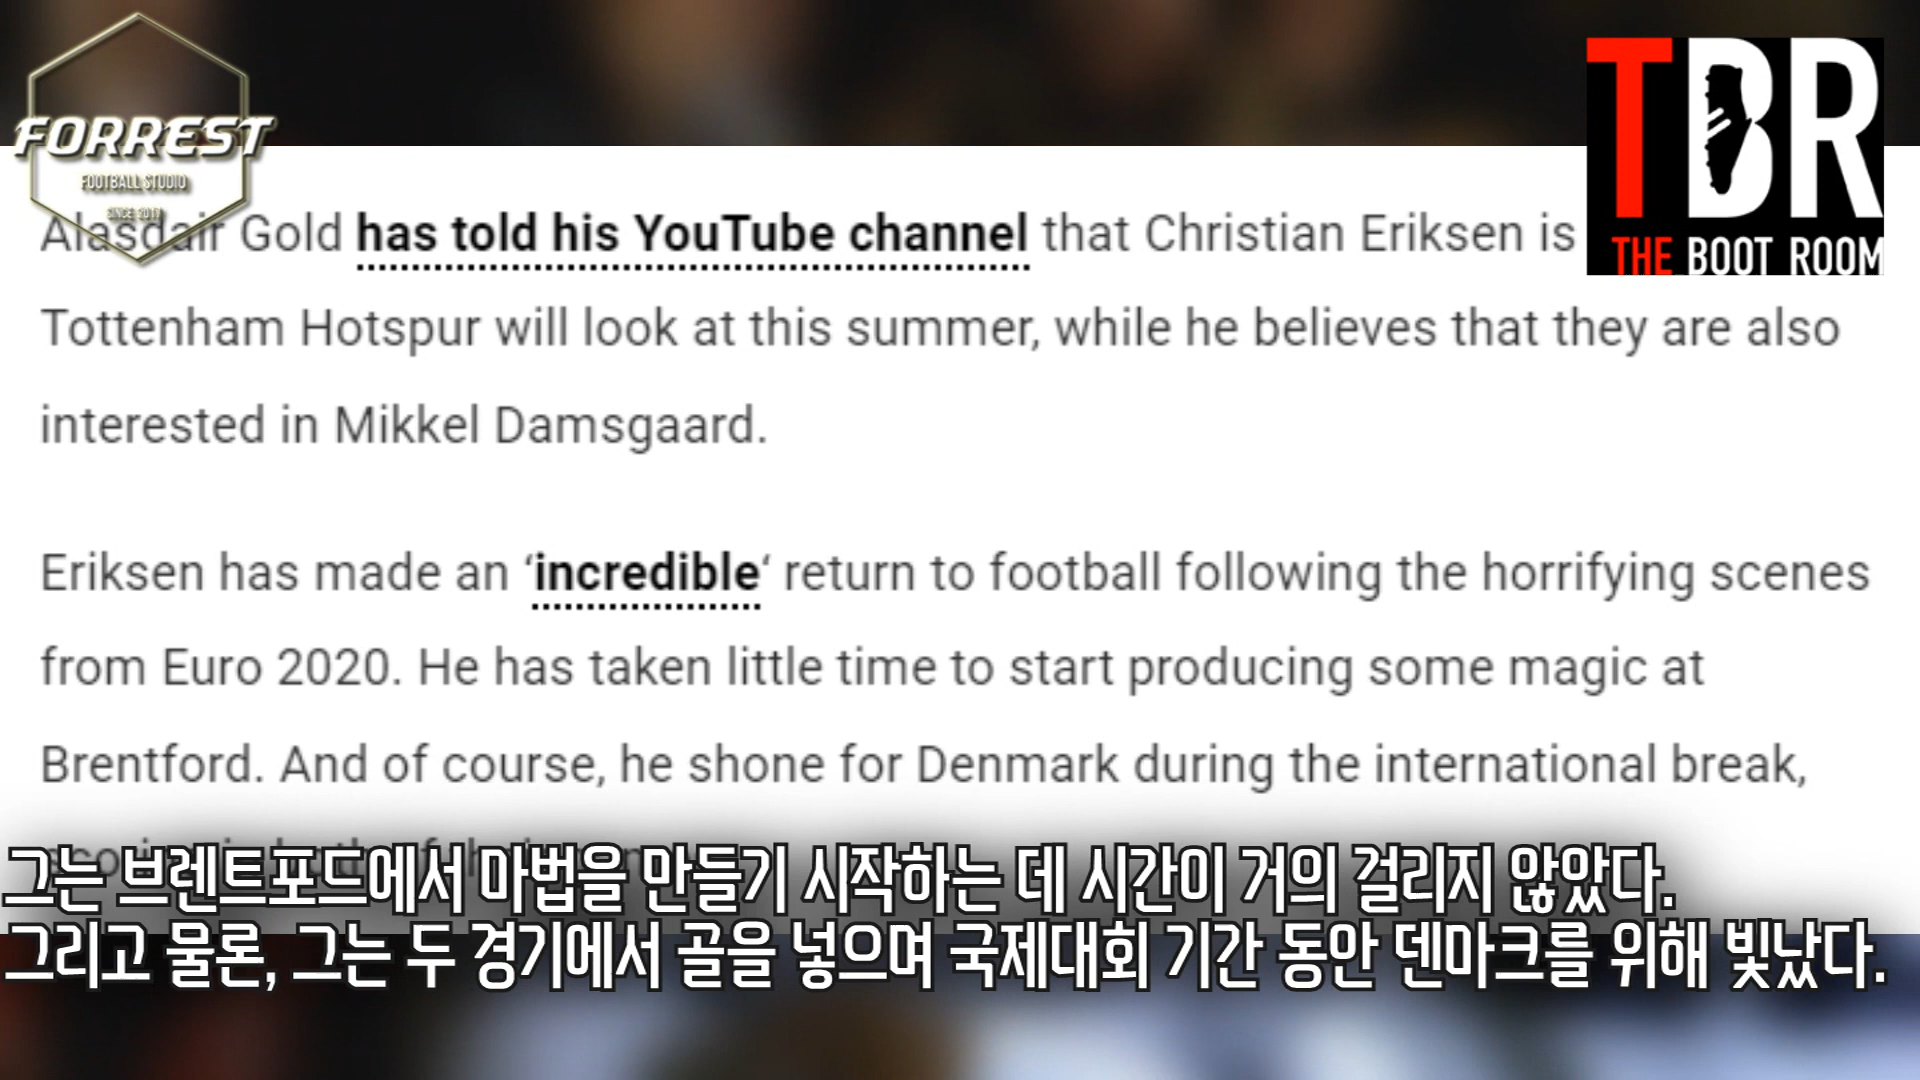 FORREST
FOOTBALL STUDIO
SINCE 2017
TBR
THE BOOT ROOM
Alasdair Gold has told his YouTube channel that Christian Eriksen is
Tottenham Hotspur will look at this summer, while he believes that they are also
interested in Mikkel Damsgaard.
Eriksen has made an ‘incredible‘ return to football following the horrifying scenes
from Euro 2020. He has taken little time to start producing some magic at
Brentford. And of course, he shone for Denmark during the international break,
그는 브렌트포드에서 마법을 만들기 시작하는 데 시간이 거의 걸리지 않았다.
그리고 물론, 그는 두 경기에서 골을 넣으며 국제대회 기간 동안 덴마크를 위해 빛났다.